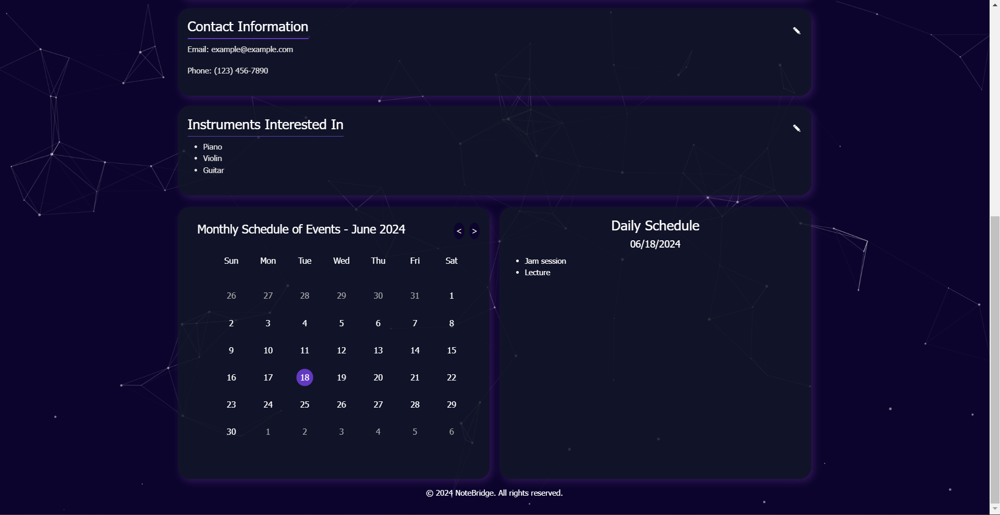 Contact Information
Email: example@example.com
Phone: (123) 456-7890
Instruments Interested In
• Piano
• Violin
• Guitar
Monthly Schedule of Events - June 2024
< >
Sun Mon Tue Wed Thu Fri Sat
26 27 28 29 30 31 1
2 3 4 5 6 7 8
9 10 11 12 13 14 15
16 17 18 19 20 21 22
23 24 25 26 27 28 29
30 1 2 3 4 5 6
Daily Schedule
06/18/2024
• Jam session
• Lecture
© 2024 NoteBridge. All rights reserved.